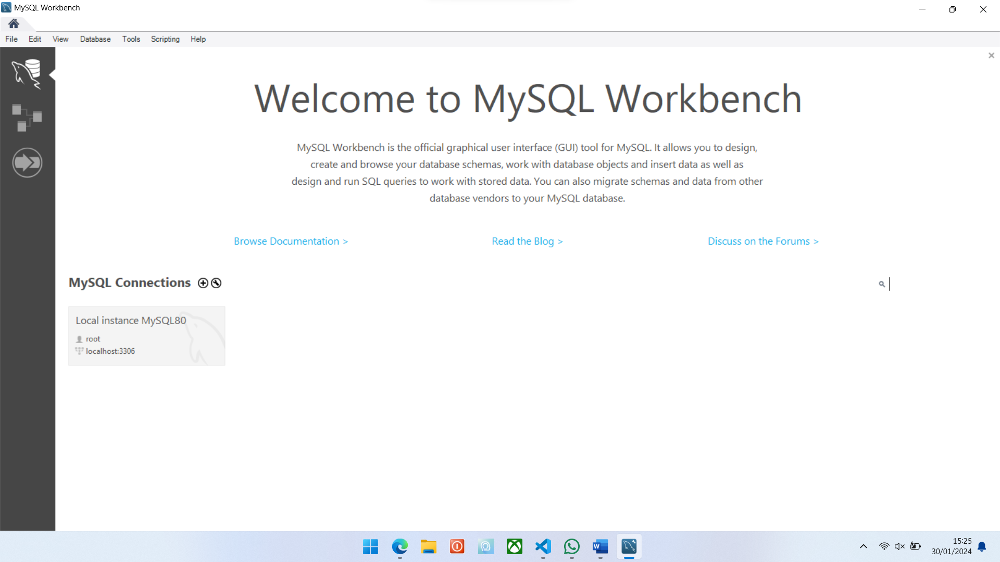 MySQL Workbench
File Edit View Database Tools Scripting Help
Welcome to MySQL Workbench
MySQL Workbench is the official graphical user interface (GUI) tool for MySQL. It allows you to design,
create and browse your database schemas, work with database objects and insert data as well as
design and run SQL queries to work with stored data. You can also migrate schemas and data from other
database vendors to your MySQL database.
Browse Documentation > Read the Blog > Discuss on the Forums >
MySQL Connections
Local instance MySQL80
root
localhost:3306
W
15:25
30/01/2024